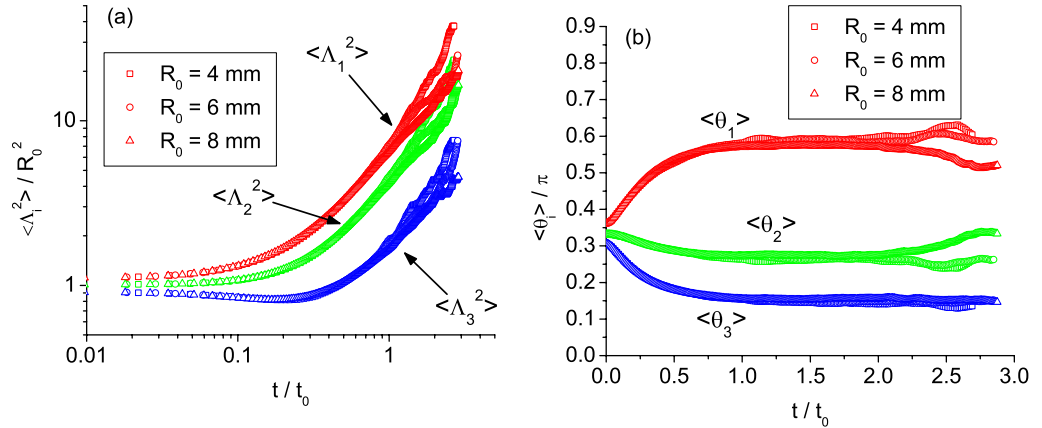 (a)
<Λᵢ²> / R₀²
10
1
R₀ = 4 mm
R₀ = 6 mm
R₀ = 8 mm
<Λ₁²>
<Λ₂²>
<Λ₃²>
0.01 0.1 1
t / t₀
(b)
<θᵢ> / π
0.9
0.8
0.7
0.6
0.5
0.4
0.3
0.2
0.1
0.0
R₀ = 4 mm
R₀ = 6 mm
R₀ = 8 mm
<θ₁>
<θ₂>
<θ₃>
0.0 0.5 1.0 1.5 2.0 2.5 3.0
t / t₀